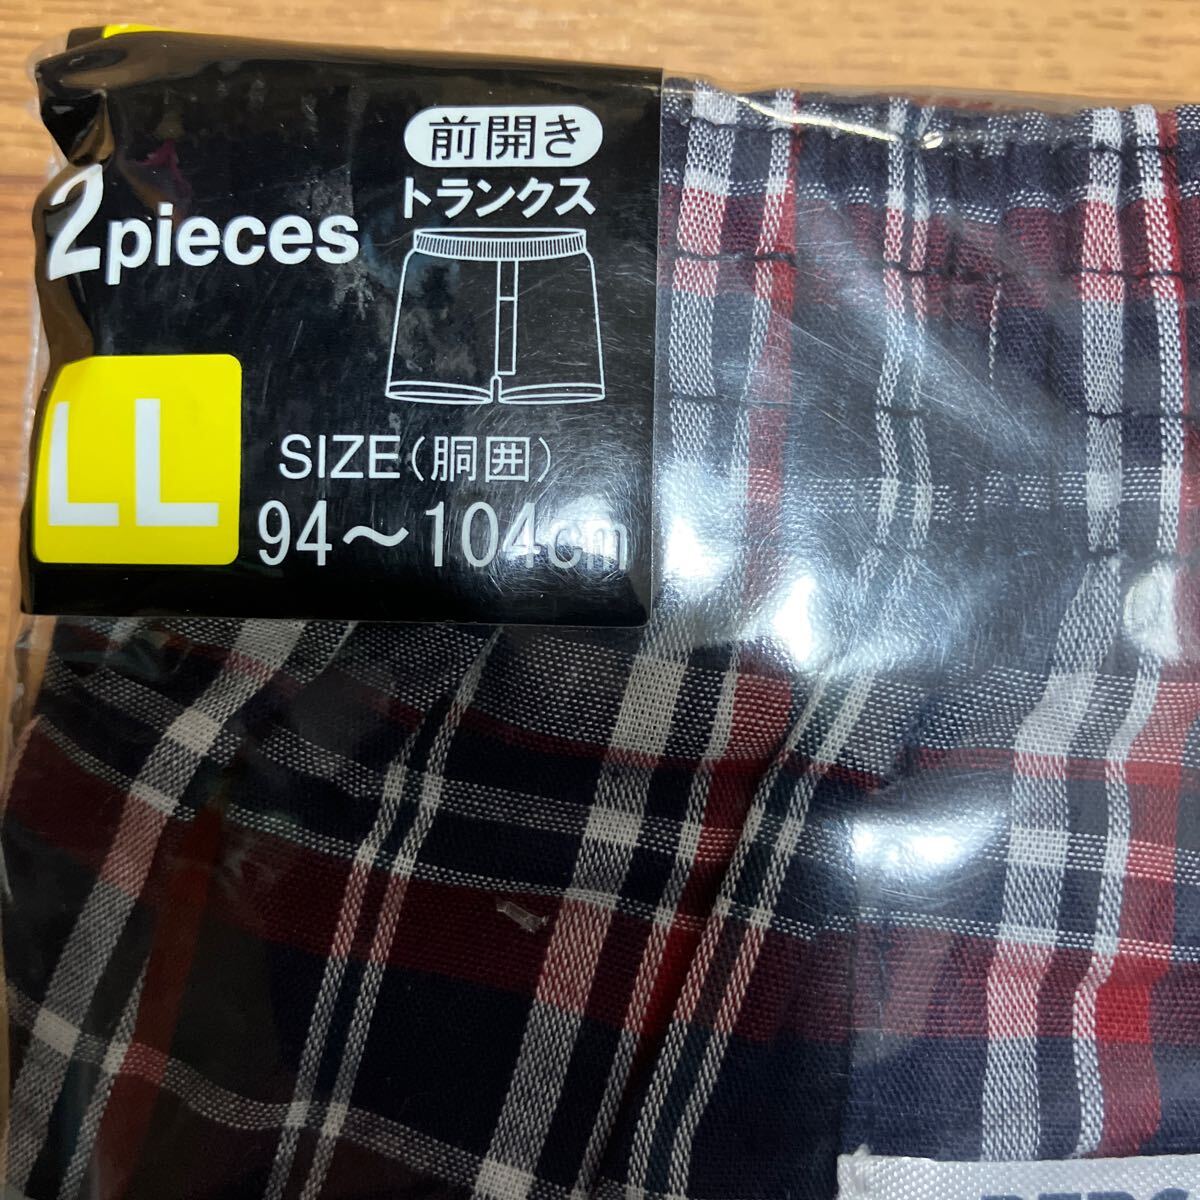 前開き
トランクス
2pieces
LL
SIZE(胴囲)
94～104cm